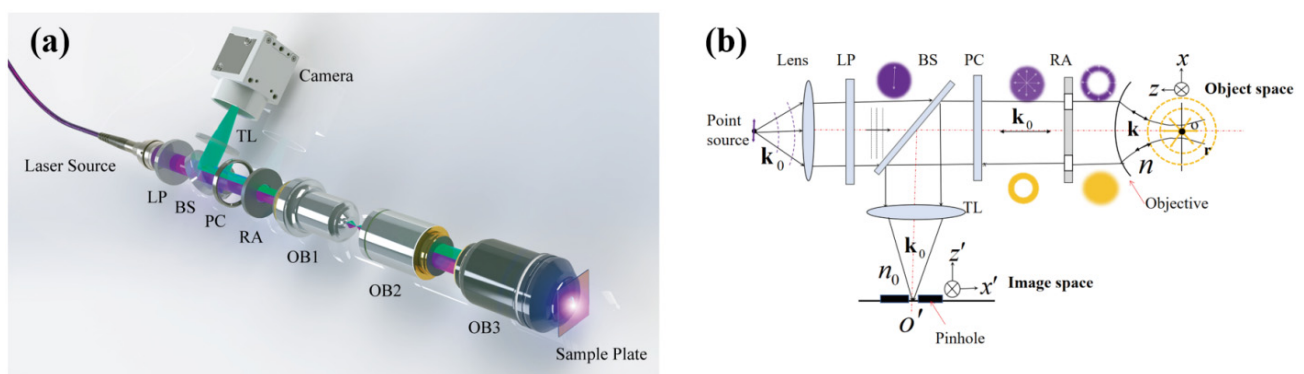 (a)
Camera
TL
Laser Source
LP
BS
PC
RA
OB1
OB2
OB3
Sample Plate
(b)
Lens
LP
BS
PC
RA
x
z
Object space
Point
source
k₀
k₀
k
o
r
n
Objective
TL
k₀
n₀
z′
x′
Image space
O′
Pinhole